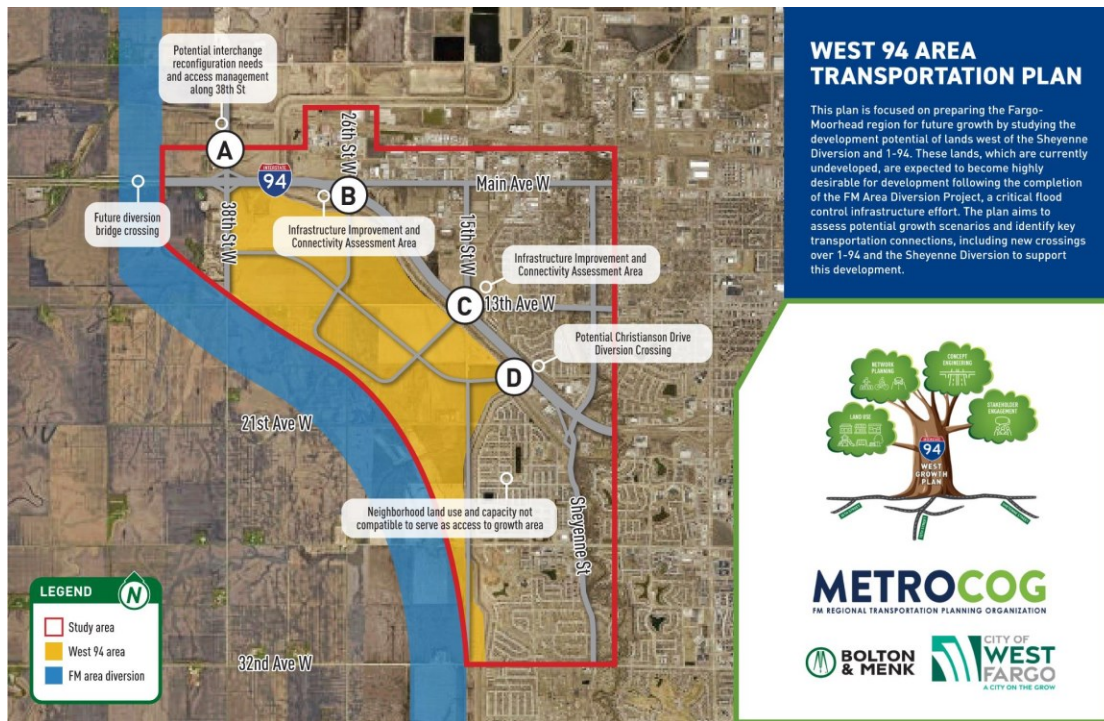 Potential interchange
reconfiguration needs
and access management
along 38th St
A
26th St W
INTERSTATE
94
B
Main Ave W
Future diversion
bridge crossing
38th St W
Infrastructure Improvement and
Connectivity Assessment Area
15th St W
Infrastructure Improvement and
Connectivity Assessment Area
C
13th Ave W
Potential Christianson Drive
Diversion Crossing
D
21st Ave W
Neighborhood land use and capacity not
compatible to serve as access to growth area
Sheyenne St
32nd Ave W
LEGEND
N
Study area
West 94 area
FM area diversion
WEST 94 AREA
TRANSPORTATION PLAN
This plan is focused on preparing the Fargo-
Moorhead region for future growth by studying the
development potential of lands west of the Sheyenne
Diversion and 1-94. These lands, which are currently
undeveloped, are expected to become highly
desirable for development following the completion
of the FM Area Diversion Project, a critical flood
control infrastructure effort. The plan aims to
assess potential growth scenarios and identify key
transportation connections, including new crossings
over 1-94 and the Sheyenne Diversion to support
this development.
NETWORK
PLANNING
CONCEPT
ENGINEERING
LAND USE
STAKEHOLDER
ENGAGEMENT
94
WEST
GROWTH
PLAN
METROCOG
FM REGIONAL TRANSPORTATION PLANNING ORGANIZATION
BOLTON
& MENK
CITY OF
WEST
FARGO
A CITY ON THE GROW